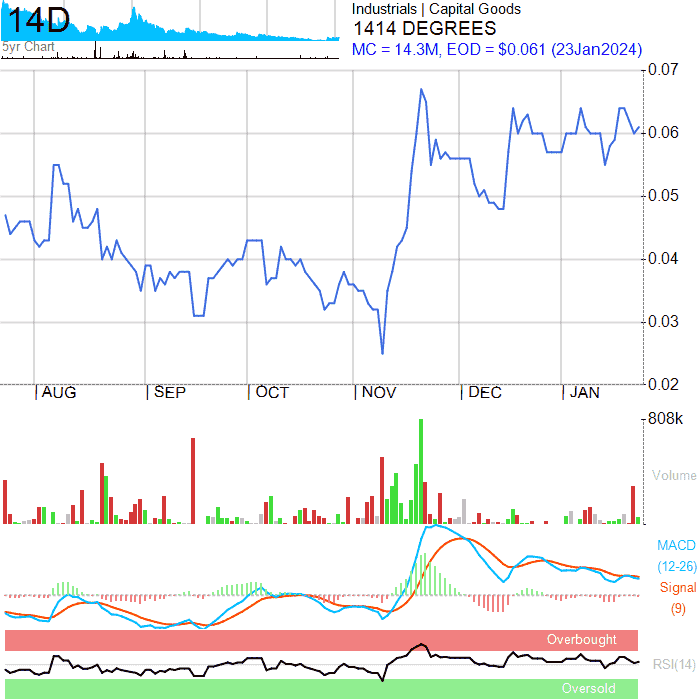 14D
5yr Chart
Industrials | Capital Goods
1414 DEGREES
MC = 14.3M, EOD = $0.061 (23Jan2024)
0.07
0.06
0.05
0.04
0.03
0.02
AUG
SEP
OCT
NOV
DEC
JAN
808k
Volume
MACD
(12-26)
Signal
(9)
Overbought
RSI(14)
Oversold